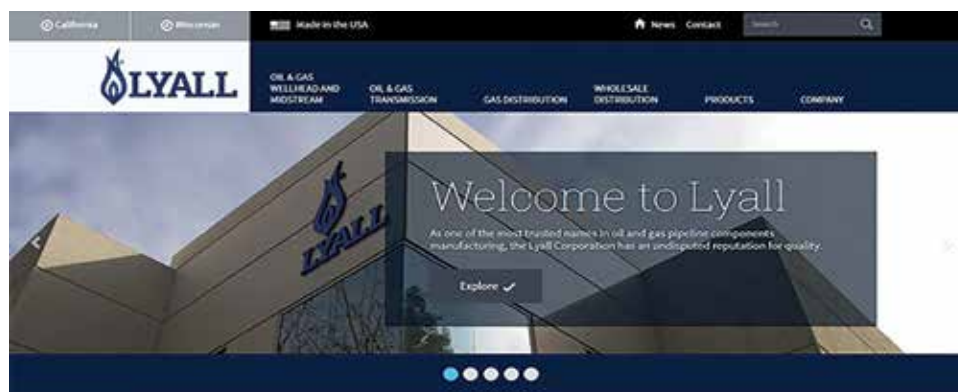 California
Wisconsin
Made in the USA
News
Contact
Search
LYALL
OIL & GAS
WELLHEAD AND
MIDSTREAM
OIL & GAS
TRANSMISSION
GAS DISTRIBUTION
WHOLESALE
DISTRIBUTION
PRODUCTS
COMPANY
LYALL
Welcome to Lyall
As one of the most trusted names in oil and gas pipeline components
manufacturing, the Lyall Corporation has an undisputed reputation for quality.
Explore